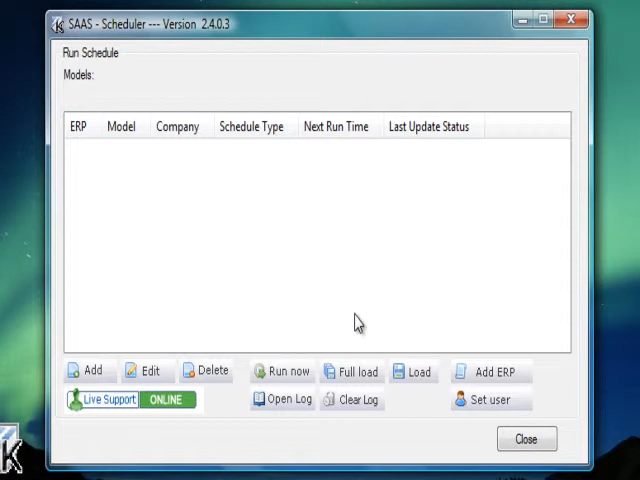 SAAS - Scheduler --- Version 2.4.0.3
Run Schedule
Models:
ERP Model Company Schedule Type Next Run Time Last Update Status
Add Edit Delete Run now Full load Load Add ERP
Live Support ONLINE Open Log Clear Log Set user
Close
K